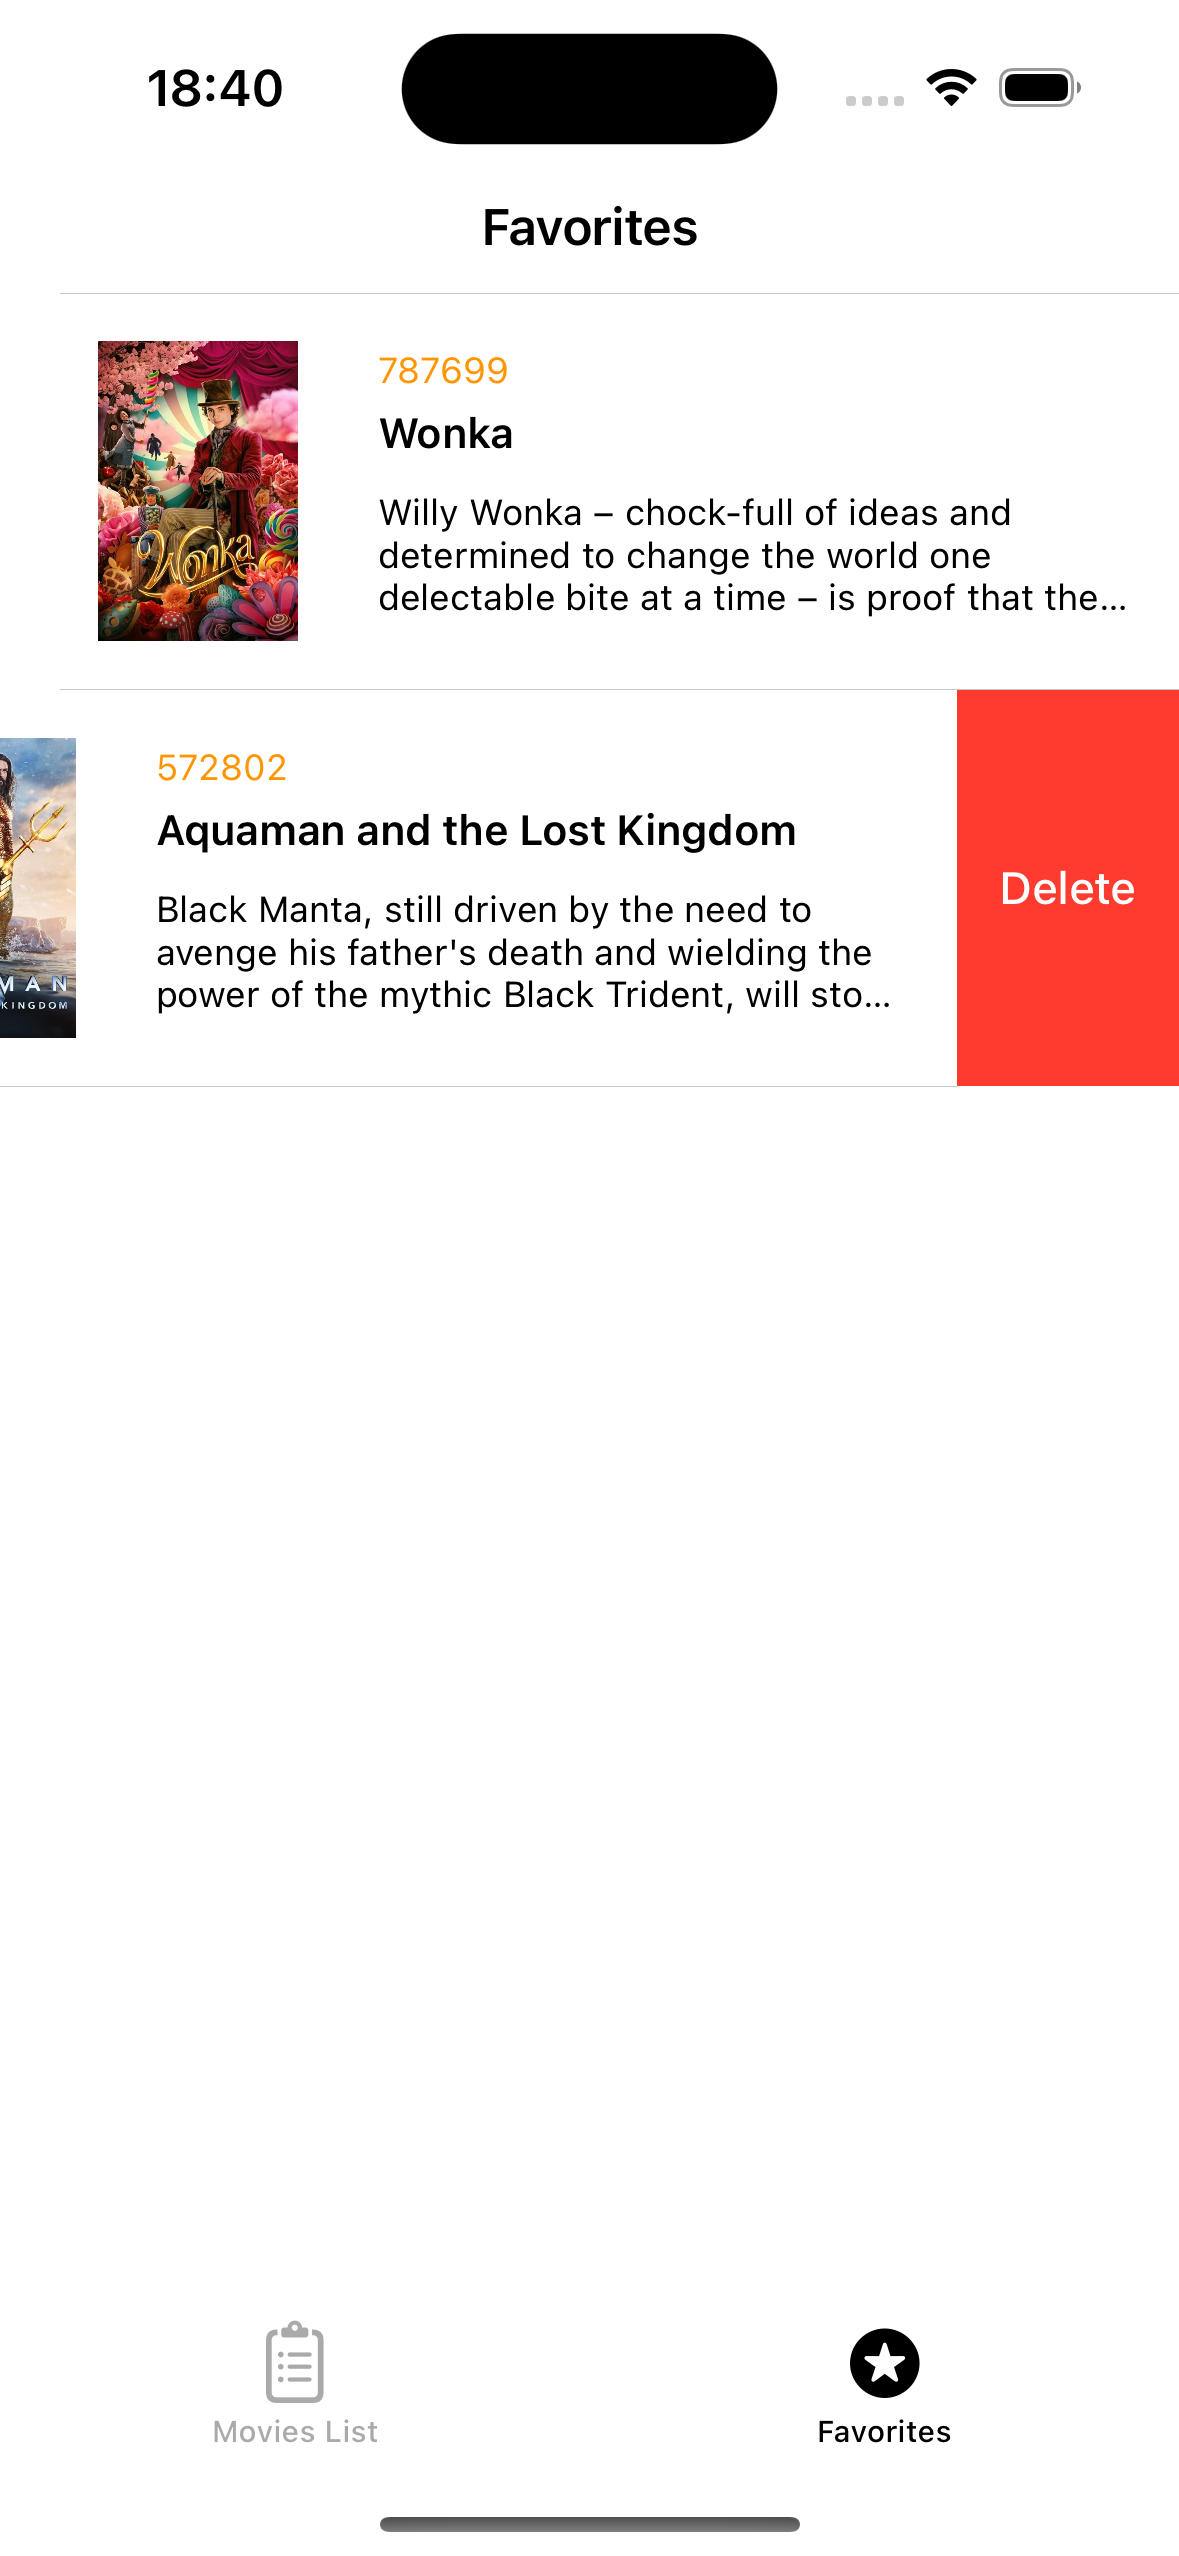 18:40
Favorites
787699
Wonka
Willy Wonka – chock-full of ideas and
determined to change the world one
delectable bite at a time – is proof that the...
Wonka
572802
Aquaman and the Lost Kingdom
Black Manta, still driven by the need to
avenge his father's death and wielding the
power of the mythic Black Trident, will sto...
MAN
KINGDOM
Delete
Movies List
Favorites